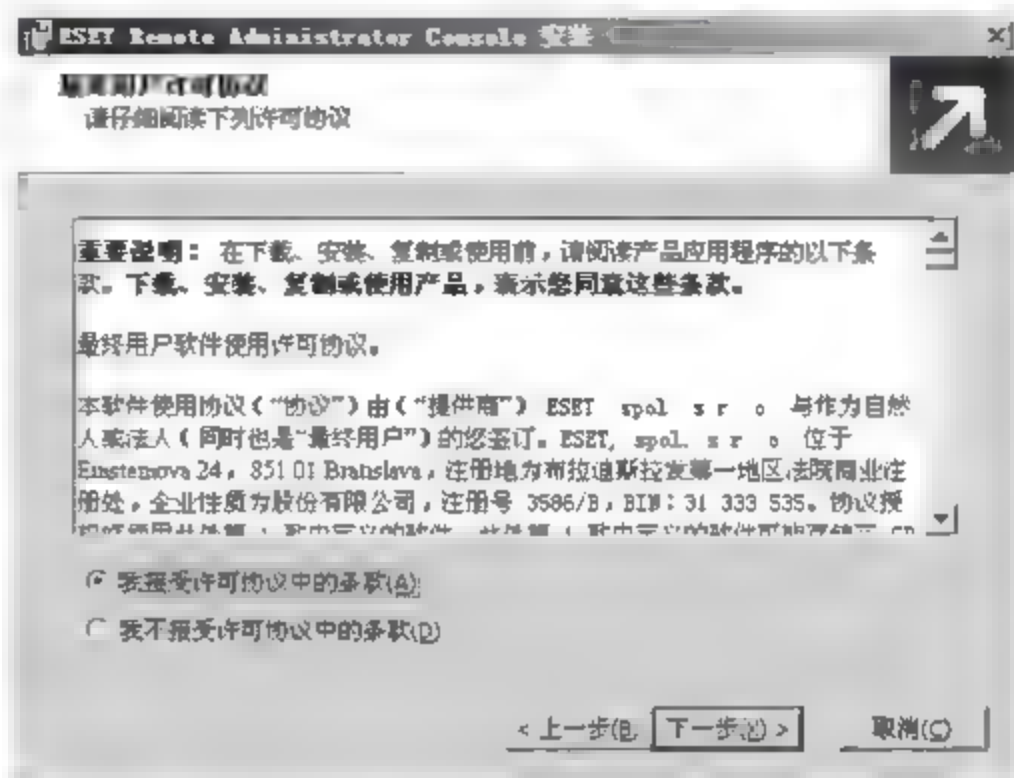 ESET Remote Administrator Console 安装
最终用户许可协议
请仔细阅读下列许可协议
重要说明：在下载、安装、复制或使用前，请阅读产品应用程序的以下条
款。下载、安装、复制或使用产品，表示您同意这些条款。
最终用户软件使用许可协议。
本软件使用协议（“协议”）由（“提供商”） ESET spol s r o 与作为自然
人或法人（同时也是“最终用户”）的您签订。ESET, spol. s r o 位于
Einsteinova 24，851 01 Bratislava，注册地为布拉迪斯拉发第一地区法院商业注
册处，企业性质为股份有限公司，注册号 3586/B，BIN：31 333 535。协议授
我接受许可协议中的条款(A)
我不接受许可协议中的条款(D)
< 上一步(B) 下一步(N) > 取消(C)